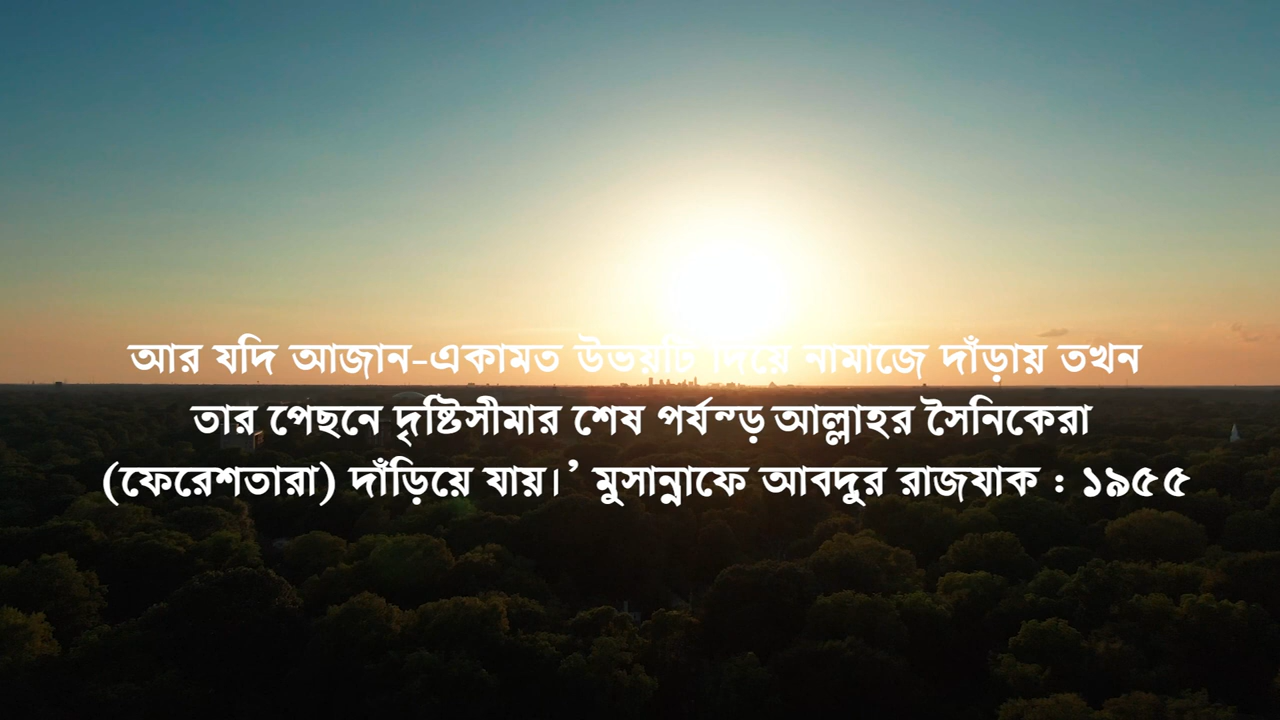 আর যদি আজান-একামত উভয়টি দিয়ে নামাজে দাঁড়ায় তখন
তার পেছনে দৃষ্টিসীমার শেষ পর্যন্ড় আল্লাহর সৈনিকেরা
(ফেরেশতারা) দাঁড়িয়ে যায়।’ মুসান্নাফে আবদুর রাজযাক : ১৯৫৫